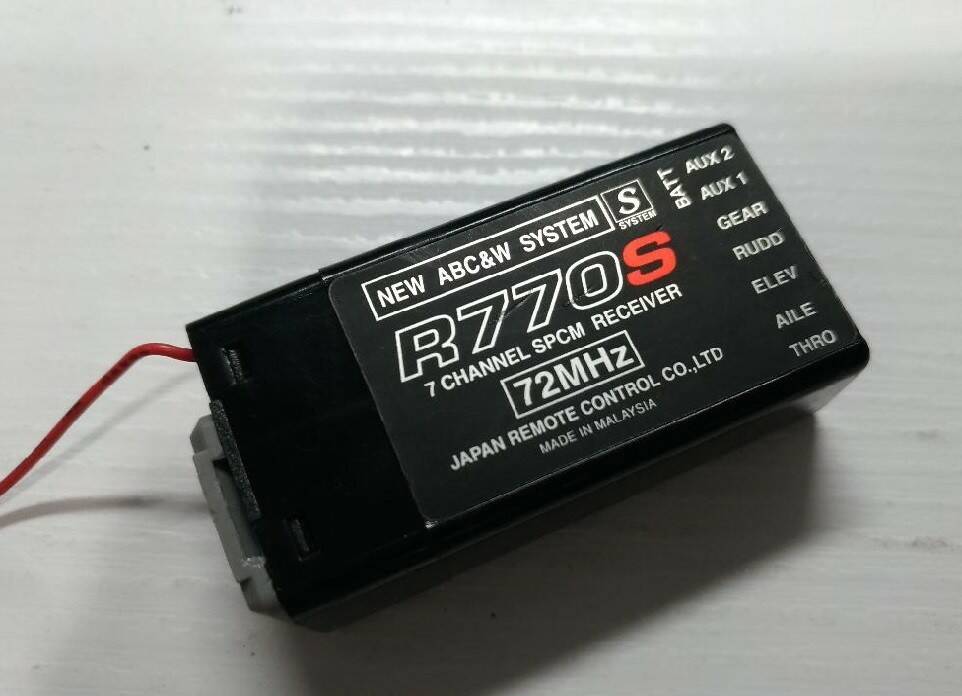 NEW ABC&W SYSTEM
S
SYSTEM
R770S
7 CHANNEL SPCM RECEIVER
72MHz
JAPAN REMOTE CONTROL CO.,LTD
MADE IN MALAYSIA
BATT
AUX 2
AUX 1
GEAR
RUDD
ELEV
AILE
THRO